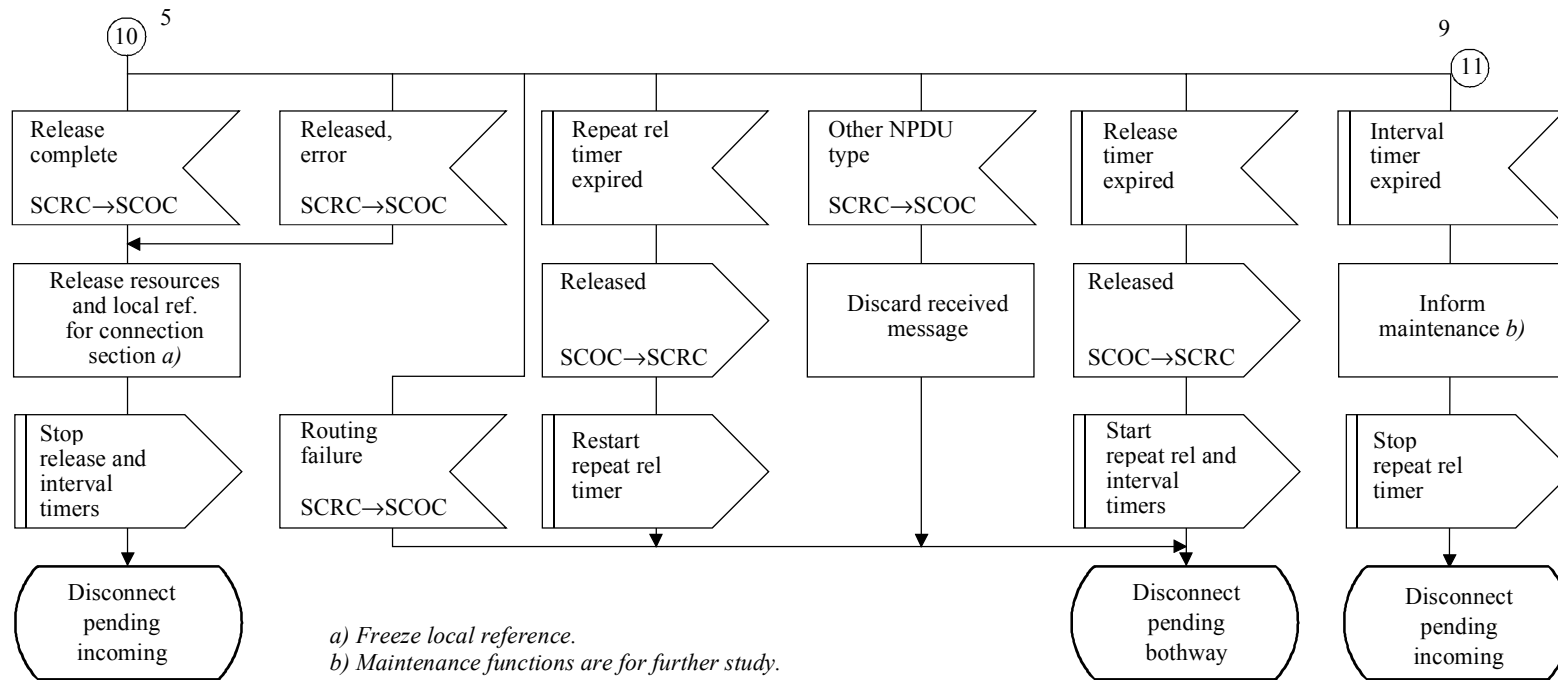 5
10
9
11
Release
complete
SCRC→SCOC
Released,
error
SCRC→SCOC
Repeat rel
timer
expired
Other NPDU
type
SCRC→SCOC
Release
timer
expired
Interval
timer
expired
Release resources
and local ref.
for connection
section a)
Released
SCOC→SCRC
Discard received
message
Released
SCOC→SCRC
Inform
maintenance b)
Stop
release and
interval
timers
Routing
failure
SCRC→SCOC
Restart
repeat rel
timer
Start
repeat rel and
interval
timers
Stop
repeat rel
timer
Disconnect
pending
incoming
Disconnect
pending
bothway
Disconnect
pending
incoming
a) Freeze local reference.
b) Maintenance functions are for further study.